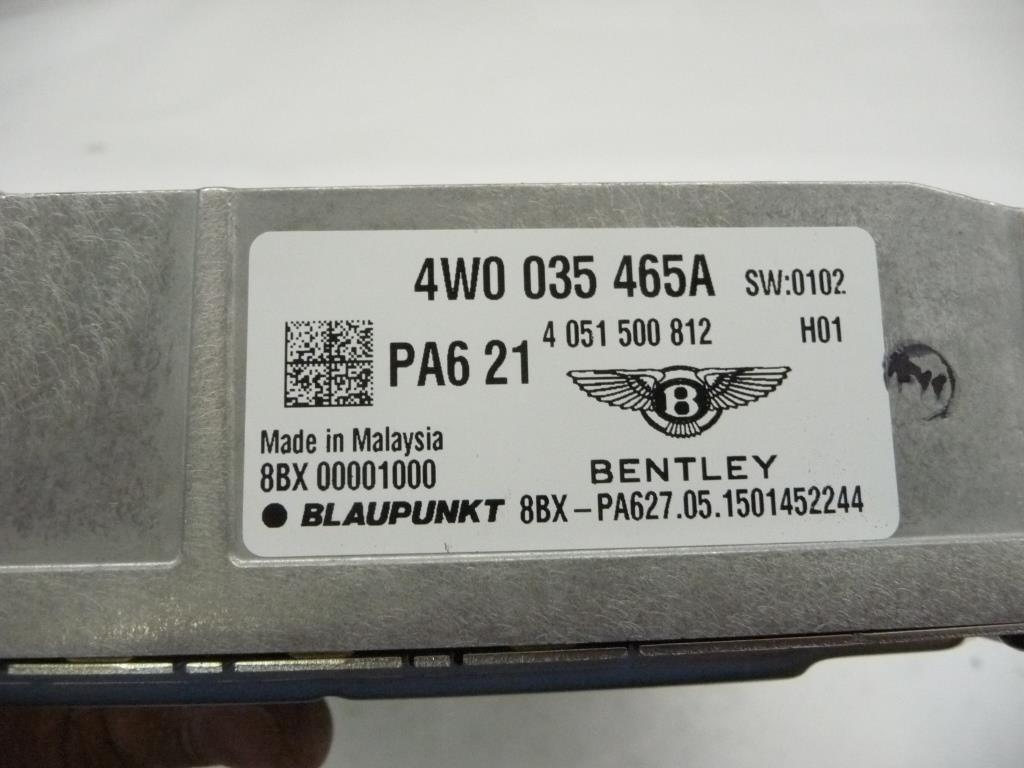 4W0 035 465A SW:0102
PA6 21 4 051 500 812 H01
B
Made in Malaysia
8BX 00001000
BENTLEY
BLAUPUNKT 8BX-PA627.05.1501452244